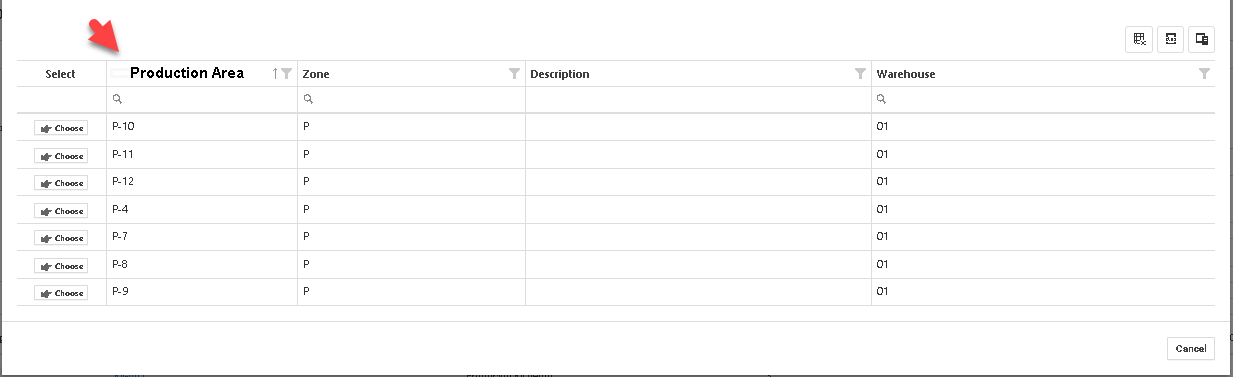 Select Production Area Zone Description Warehouse
Choose P-10 P 01
Choose P-11 P 01
Choose P-12 P 01
Choose P-4 P 01
Choose P-7 P 01
Choose P-8 P 01
Choose P-9 P 01
Cancel